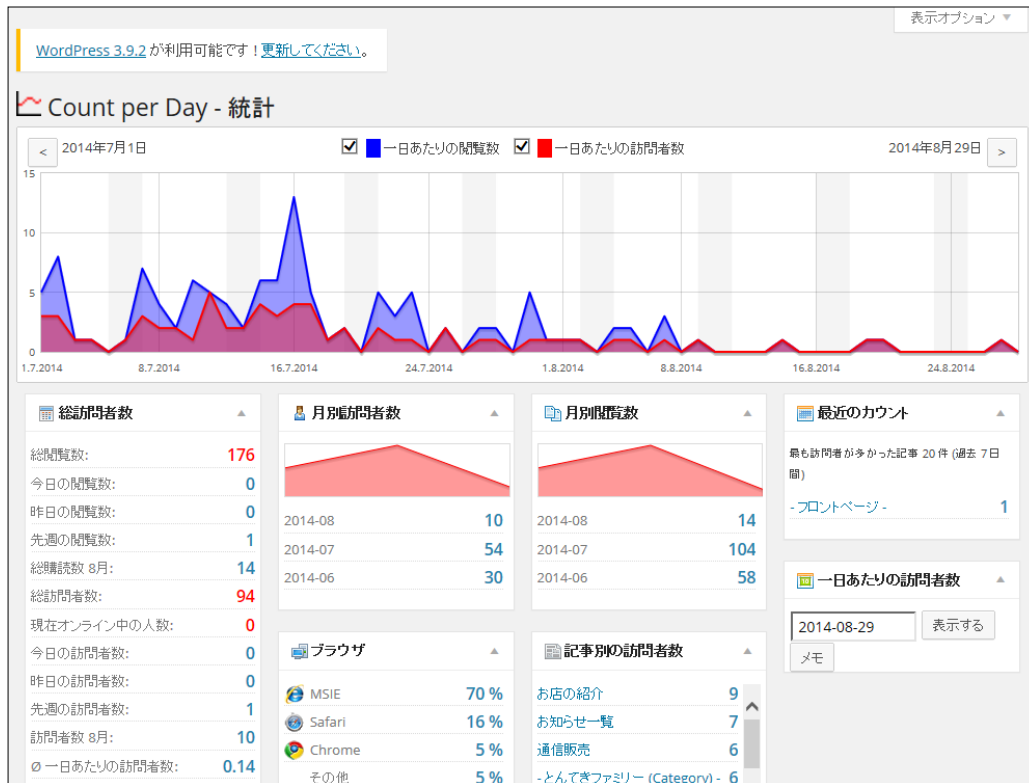 表示オプション ▼
WordPress 3.9.2 が利用可能です ! 更新してください。
Count per Day - 統計
< 2014年7月1日 一日あたりの閲覧数 一日あたりの訪問者数 2014年8月29日 >
15
10
5
0
1.7.2014 8.7.2014 16.7.2014 24.7.2014 1.8.2014 8.8.2014 16.8.2014 24.8.2014
総訪問者数
総閲覧数: 176
今日の閲覧数: 0
昨日の閲覧数: 0
先週の閲覧数: 1
総購読数 8月: 14
総訪問者数: 94
現在オンライン中の人数: 0
今日の訪問者数: 0
昨日の訪問者数: 0
先週の訪問者数: 1
訪問者数 8月: 10
Ø 一日あたりの訪問者数: 0.14
月別訪問者数
2014-08 10
2014-07 54
2014-06 30
ブラウザ
MSIE 70 %
Safari 16 %
Chrome 5 %
その他 5 %
月別閲覧数
2014-08 14
2014-07 104
2014-06 58
記事別の訪問者数
お店の紹介 9
お知らせ一覧 7
通信販売 6
- とんてきファミリー (Category) - 6
最近のカウント
最も訪問者が多かった記事 20 件 (過去 7日
間)
- フロントページ - 1
一日あたりの訪問者数
2014-08-29 表示する
メモ